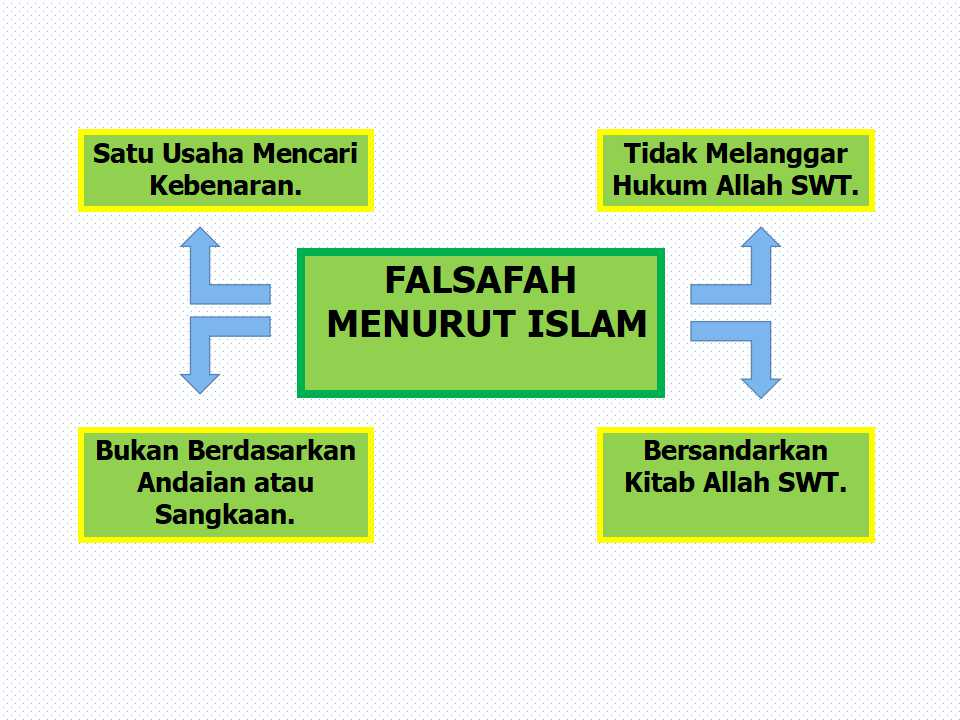 Satu Usaha Mencari
Kebenaran.
Tidak Melanggar
Hukum Allah SWT.
FALSAFAH
MENURUT ISLAM
Bukan Berdasarkan
Andaian atau
Sangkaan.
Bersandarkan
Kitab Allah SWT.